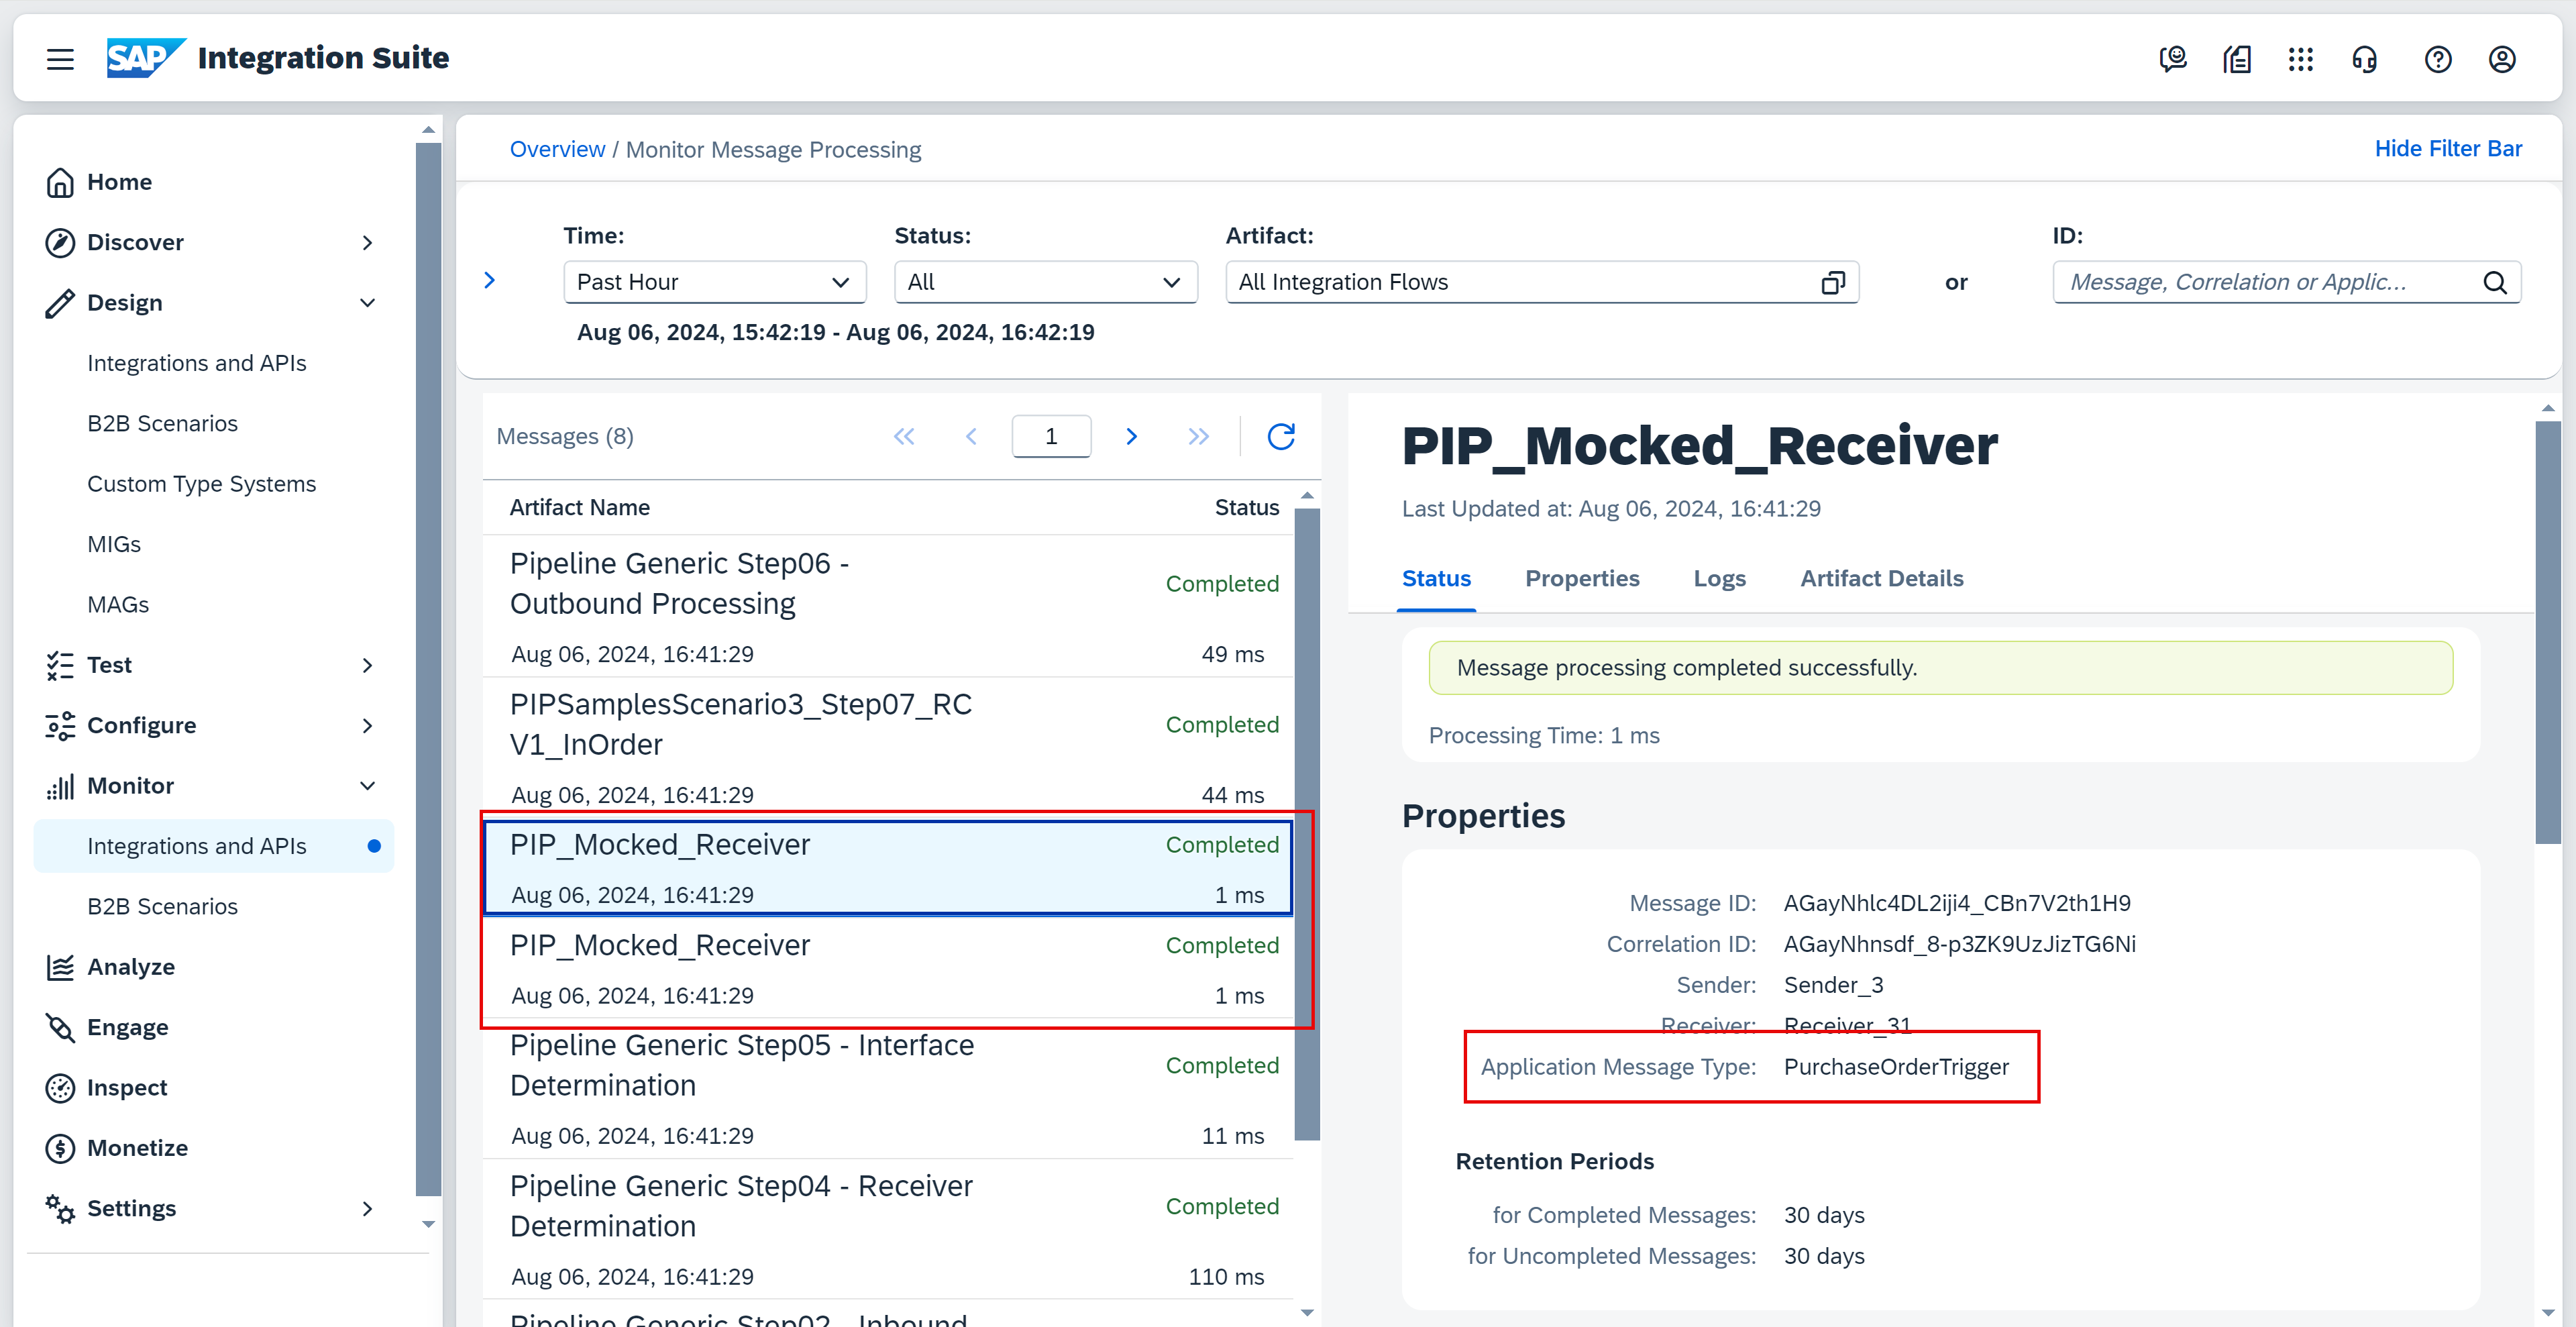 SAP Integration Suite
Home
Discover
Design
Integrations and APIs
B2B Scenarios
Custom Type Systems
MIGs
MAGs
Test
Configure
Monitor
Integrations and APIs
B2B Scenarios
Analyze
Engage
Inspect
Monetize
Settings
Overview / Monitor Message Processing
Hide Filter Bar
Time:
Past Hour
Aug 06, 2024, 15:42:19 - Aug 06, 2024, 16:42:19
Status:
All
Artifact:
All Integration Flows
or
ID:
Message, Correlation or Applic...
Messages (8)
1
Artifact Name Status
Pipeline Generic Step06 -
Outbound Processing
Completed
Aug 06, 2024, 16:41:29 49 ms
PIPSamplesScenario3_Step07_RC
V1_InOrder
Completed
Aug 06, 2024, 16:41:29 44 ms
PIP_Mocked_Receiver Completed
Aug 06, 2024, 16:41:29 1 ms
PIP_Mocked_Receiver Completed
Aug 06, 2024, 16:41:29 1 ms
Pipeline Generic Step05 - Interface
Determination
Completed
Aug 06, 2024, 16:41:29 11 ms
Pipeline Generic Step04 - Receiver
Determination
Completed
Aug 06, 2024, 16:41:29 110 ms
Pipeline Generic Step02 - Inbound
PIP_Mocked_Receiver
Last Updated at: Aug 06, 2024, 16:41:29
Status Properties Logs Artifact Details
Message processing completed successfully.
Processing Time: 1 ms
Properties
Message ID: AGayNhlc4DL2iji4_CBn7V2th1H9
Correlation ID: AGayNhnsdf_8-p3ZK9UzJizTG6Ni
Sender: Sender_3
Receiver: Receiver_31
Application Message Type: PurchaseOrderTrigger
Retention Periods
for Completed Messages: 30 days
for Uncompleted Messages: 30 days